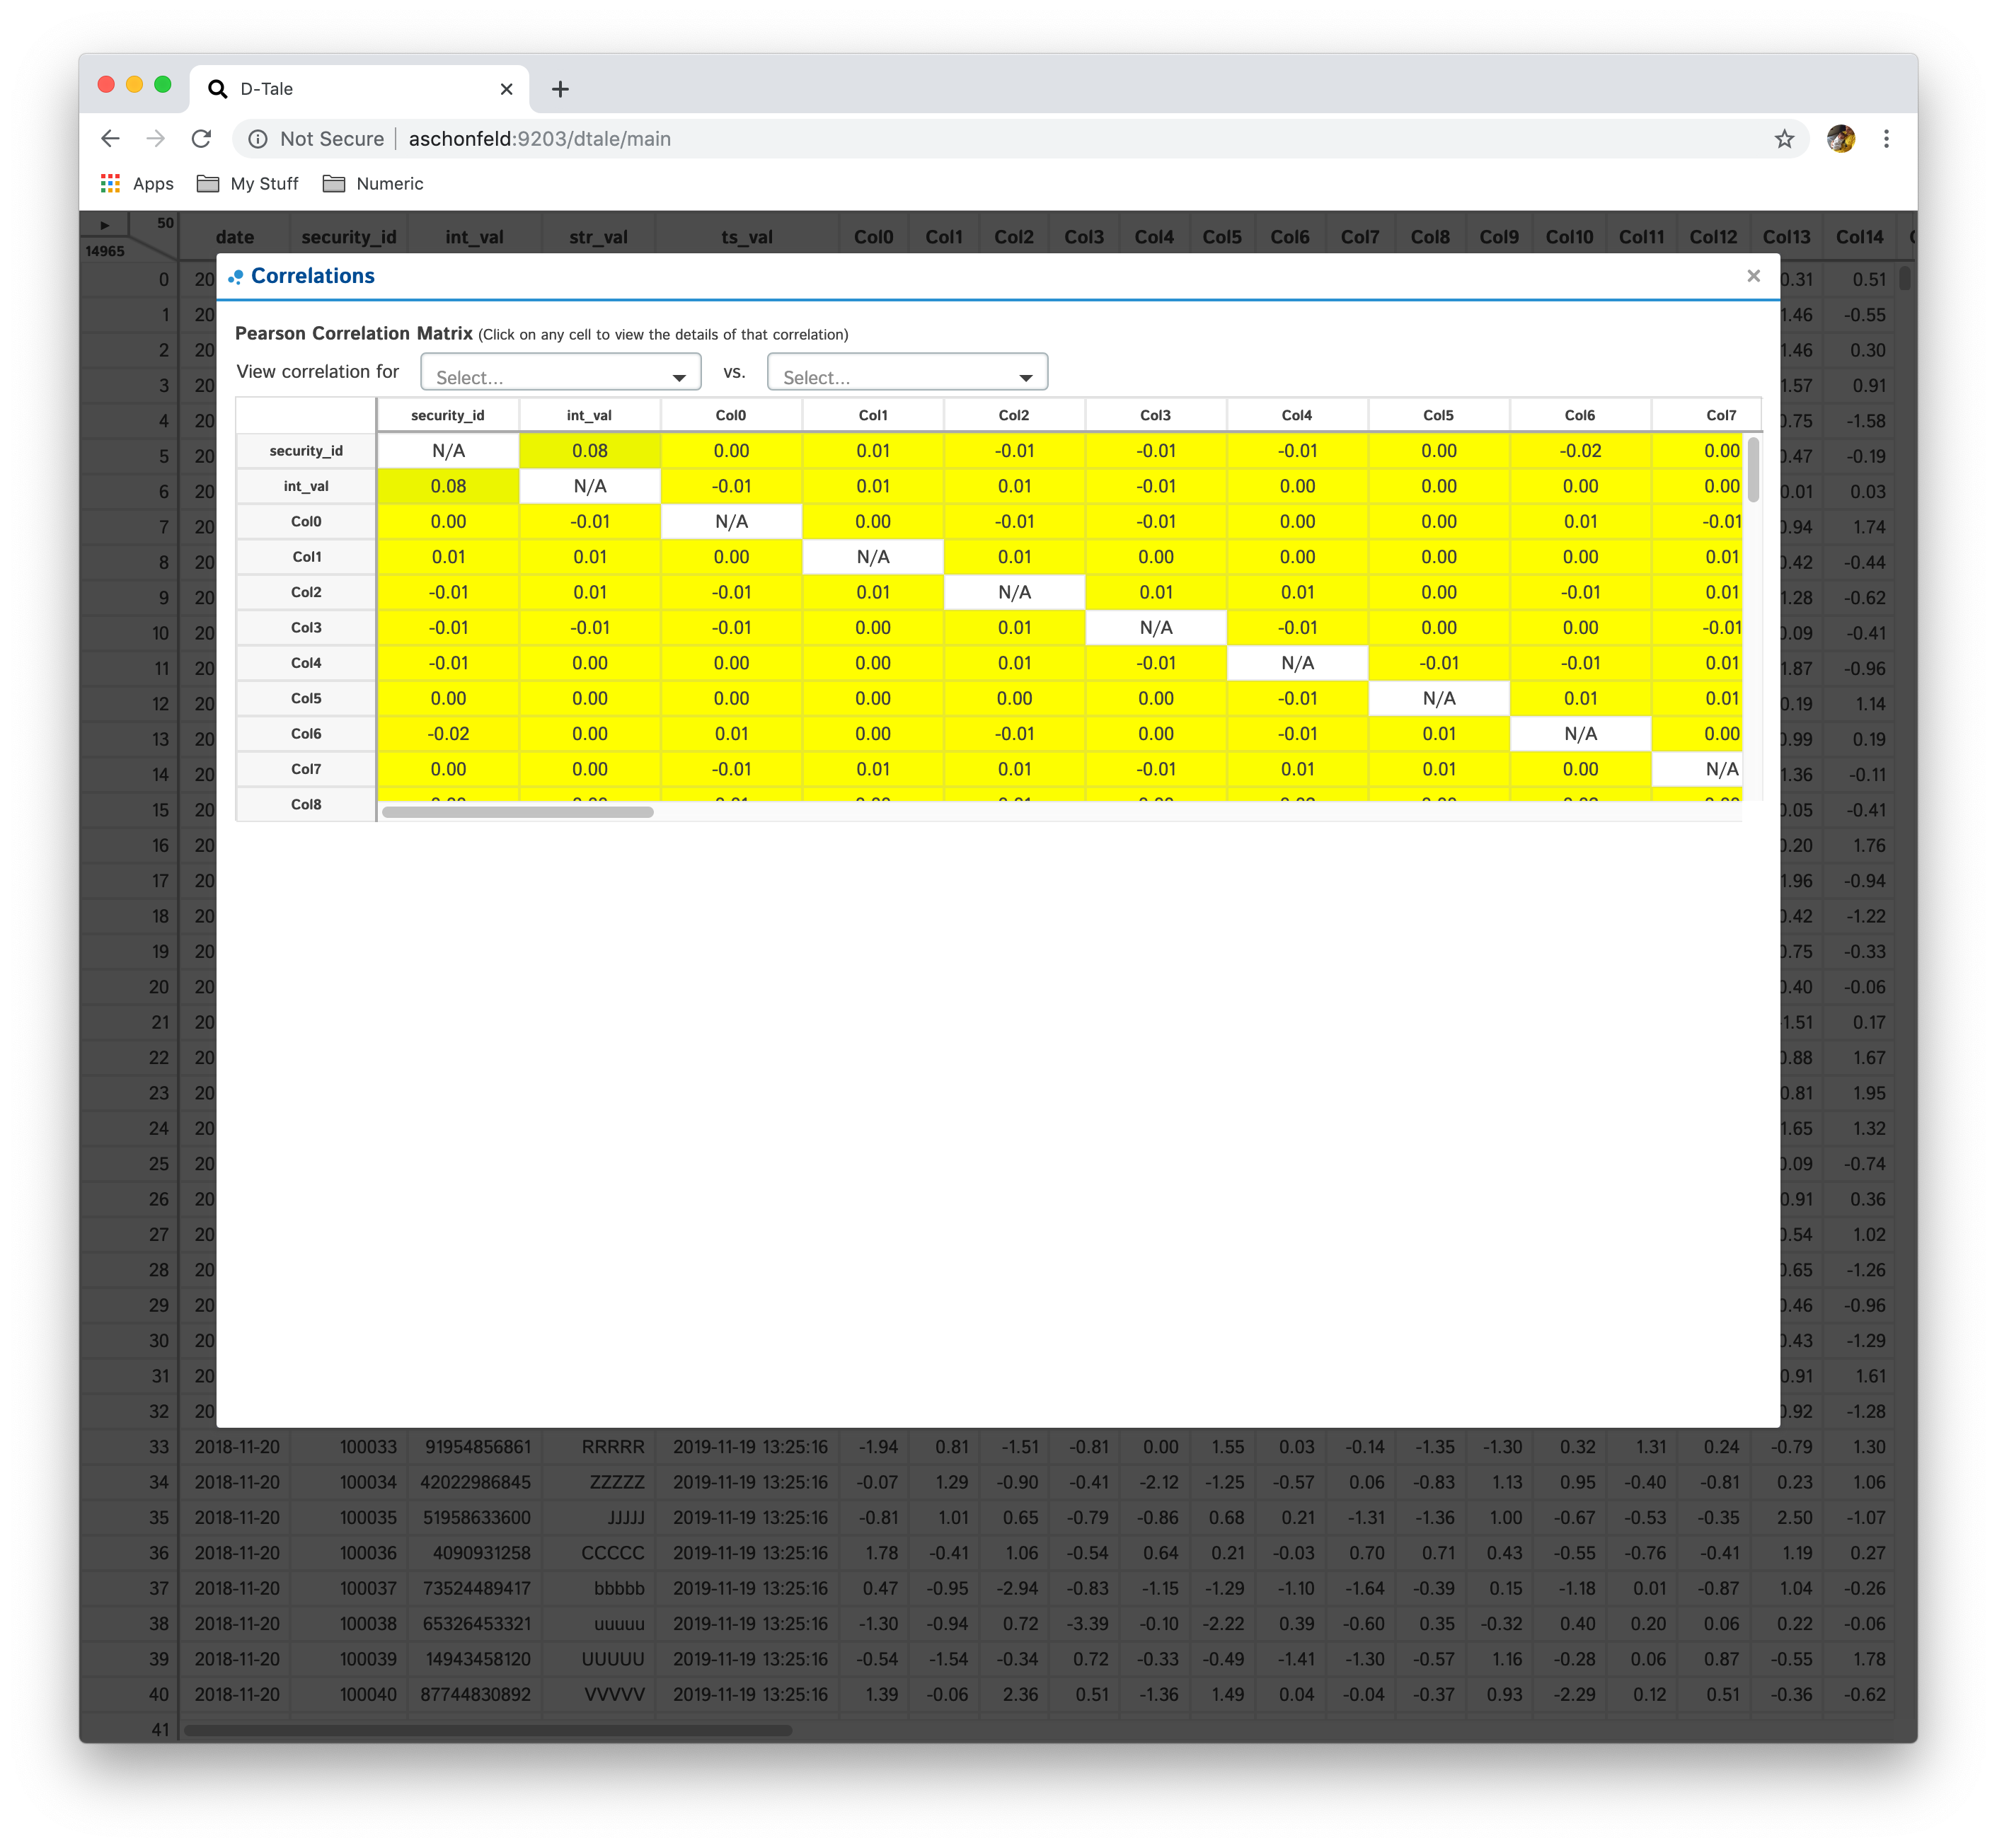 D-Tale
Not Secure aschonfeld:9203/dtale/main
Apps My Stuff Numeric
50
14965
date security_id int_val str_val ts_val Col0 Col1 Col2 Col3 Col4 Col5 Col6 Col7 Col8 Col9 Col10 Col11 Col12 Col13 Col14
Correlations
Pearson Correlation Matrix (Click on any cell to view the details of that correlation)
View correlation for Select... vs. Select...
security_id int_val Col0 Col1 Col2 Col3 Col4 Col5 Col6 Col7
security_id N/A 0.08 0.00 0.01 -0.01 -0.01 -0.01 0.00 -0.02 0.00
int_val 0.08 N/A -0.01 0.01 0.01 -0.01 0.00 0.00 0.00 0.00
Col0 0.00 -0.01 N/A 0.00 -0.01 -0.01 0.00 0.00 0.01 -0.01
Col1 0.01 0.01 0.00 N/A 0.01 0.00 0.00 0.00 0.00 0.01
Col2 -0.01 0.01 -0.01 0.01 N/A 0.01 0.01 0.00 -0.01 0.01
Col3 -0.01 -0.01 -0.01 0.00 0.01 N/A -0.01 0.00 0.00 -0.01
Col4 -0.01 0.00 0.00 0.00 0.01 -0.01 N/A -0.01 -0.01 0.01
Col5 0.00 0.00 0.00 0.00 0.00 0.00 -0.01 N/A 0.01 0.01
Col6 -0.02 0.00 0.01 0.00 -0.01 0.00 -0.01 0.01 N/A 0.00
Col7 0.00 0.00 -0.01 0.01 0.01 -0.01 0.01 0.01 0.00 N/A
Col8
0 20 0.31 0.51
1 20 1.46 -0.55
2 20 1.46 0.30
3 20 1.57 0.91
4 20 0.75 -1.58
5 20 0.47 -0.19
6 20 0.01 0.03
7 20 0.94 1.74
8 20 0.42 -0.44
9 20 1.28 -0.62
10 20 0.09 -0.41
11 20 1.87 -0.96
12 20 0.19 1.14
13 20 0.99 0.19
14 20 1.36 -0.11
15 20 0.05 -0.41
16 20 0.20 1.76
17 20 1.96 -0.94
18 20 0.42 -1.22
19 20 0.75 -0.33
20 20 0.40 -0.06
21 20 1.51 0.17
22 20 0.88 1.67
23 20 0.81 1.95
24 20 1.65 1.32
25 20 0.09 -0.74
26 20 0.91 0.36
27 20 0.54 1.02
28 20 0.65 -1.26
29 20 0.46 -0.96
30 20 0.43 -1.29
31 20 0.91 1.61
32 20 0.92 -1.28
33 2018-11-20 100033 91954856861 RRRRR 2019-11-19 13:25:16 -1.94 0.81 -1.51 -0.81 0.00 1.55 0.03 -0.14 -1.35 -1.30 0.32 1.31 0.24 -0.79 1.30
34 2018-11-20 100034 42022986845 ZZZZZ 2019-11-19 13:25:16 -0.07 1.29 -0.90 -0.41 -2.12 -1.25 -0.57 0.06 -0.83 1.13 0.95 -0.40 -0.81 0.23 1.06
35 2018-11-20 100035 51958633600 JJJJJ 2019-11-19 13:25:16 -0.81 1.01 0.65 -0.79 -0.86 0.68 0.21 -1.31 -1.36 1.00 -0.67 -0.53 -0.35 2.50 -1.07
36 2018-11-20 100036 4090931258 CCCCC 2019-11-19 13:25:16 1.78 -0.41 1.06 -0.54 0.64 0.21 -0.03 0.70 0.71 0.43 -0.55 -0.76 -0.41 1.19 0.27
37 2018-11-20 100037 73524489417 bbbbb 2019-11-19 13:25:16 0.47 -0.95 -2.94 -0.83 -1.15 -1.29 -1.10 -1.64 -0.39 0.15 -1.18 0.01 -0.87 1.04 -0.26
38 2018-11-20 100038 65326453321 uuuuu 2019-11-19 13:25:16 -1.30 -0.94 0.72 -3.39 -0.10 -2.22 0.39 -0.60 0.35 -0.32 0.40 0.20 0.06 0.22 -0.06
39 2018-11-20 100039 14943458120 UUUUU 2019-11-19 13:25:16 -0.54 -1.54 -0.34 0.72 -0.33 -0.49 -1.41 -1.30 -0.57 1.16 -0.28 0.06 0.87 -0.55 1.78
40 2018-11-20 100040 87744830892 VVVVV 2019-11-19 13:25:16 1.39 -0.06 2.36 0.51 -1.36 1.49 0.04 -0.04 -0.37 0.93 -2.29 0.12 0.51 -0.36 -0.62
41